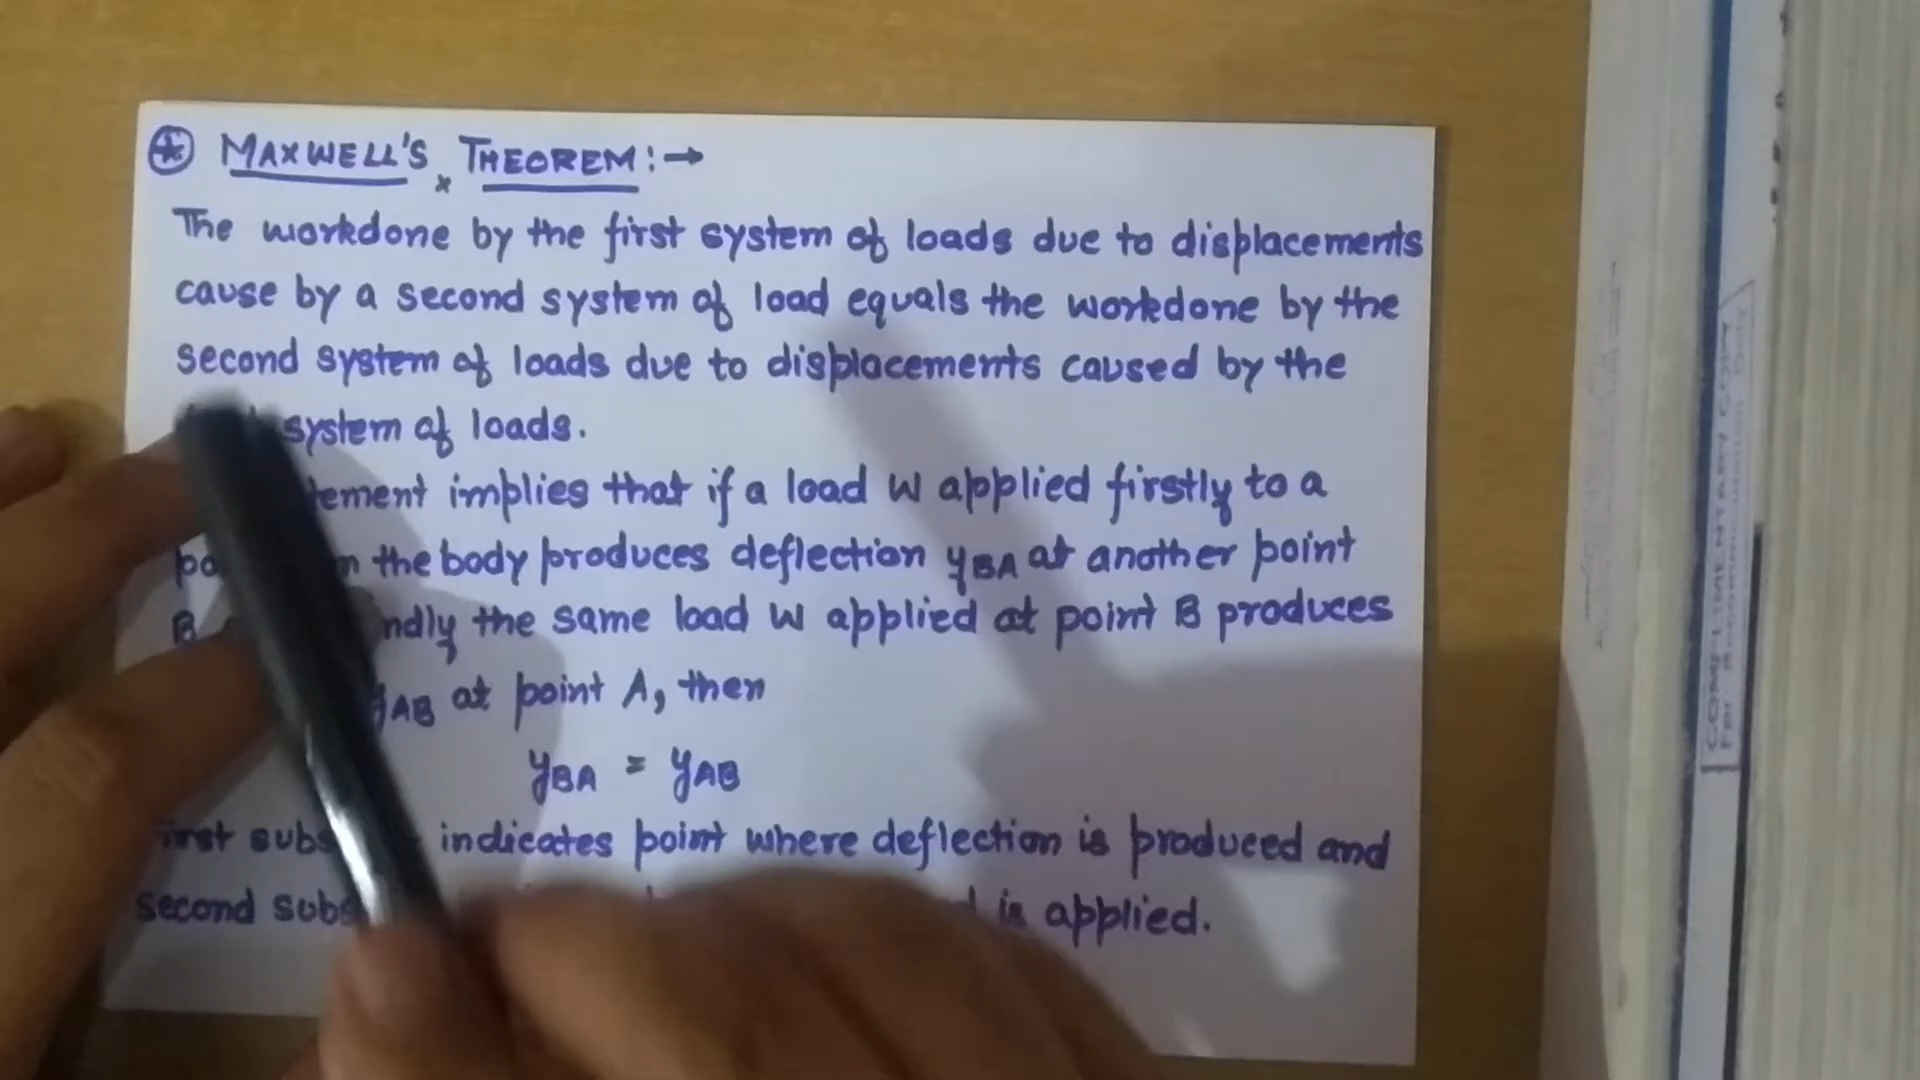 MAXWELL'S THEOREM:→
The workdone by the first system of loads due to displacements
cause by a second system of load equals the workdone by the
second system of loads due to displacements caused by the
system of loads.
implies that if a load W applied firstly to a
the body produces deflection yBA at another point
B the same load W applied at point B produces
yAB at point A, then
yBA = yAB
indicates point where deflection is produced and
second is applied.
COMPLIMENTARY COPY